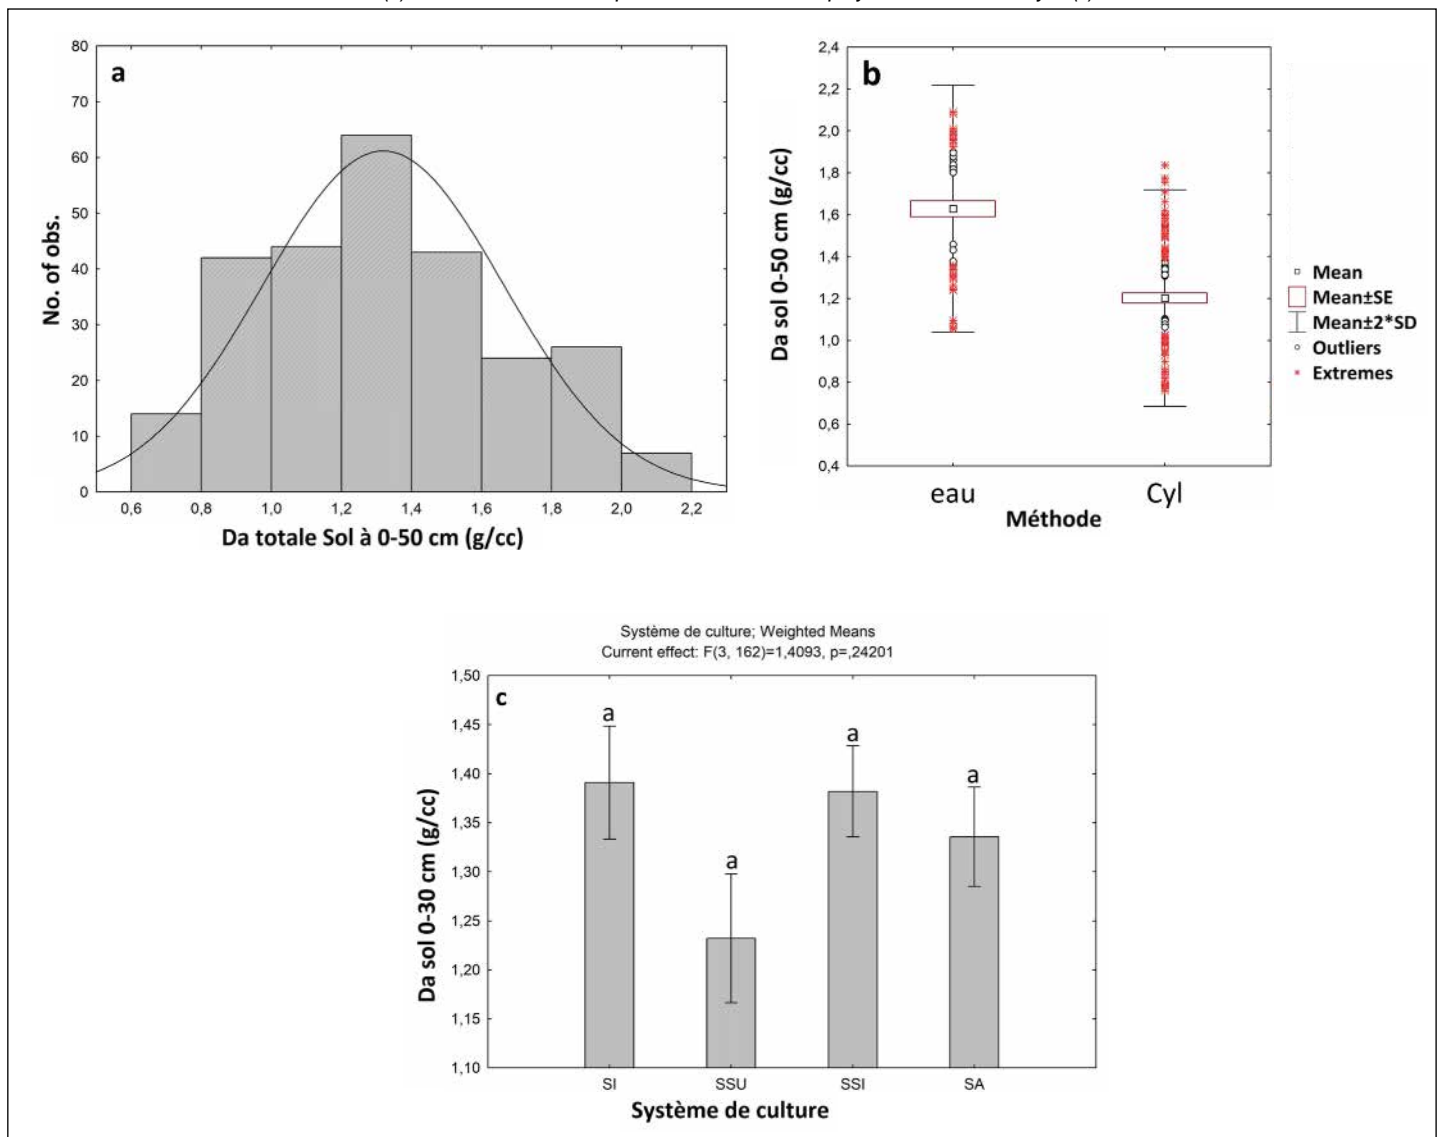 a
80
70
60
50
40
30
20
10
0
No. of obs.
0,6 0,8 1,0 1,2 1,4 1,6 1,8 2,0 2,2
Da totale Sol à 0-50 cm (g/cc)
b
2,4
2,2
2,0
1,8
1,6
1,4
1,2
1,0
0,8
0,6
0,4
Da sol 0-50 cm (g/cc)
eau Cyl
Méthode
Mean
Mean±SE
Mean±2*SD
Outliers
Extremes
Système de culture; Weighted Means
Current effect: F(3, 162)=1,4093, p=,24201
c
1,50
1,45
1,40
1,35
1,30
1,25
1,20
1,15
1,10
Da sol 0-30 cm (g/cc)
a
a
a
a
SI SSU SSI SA
Système de culture